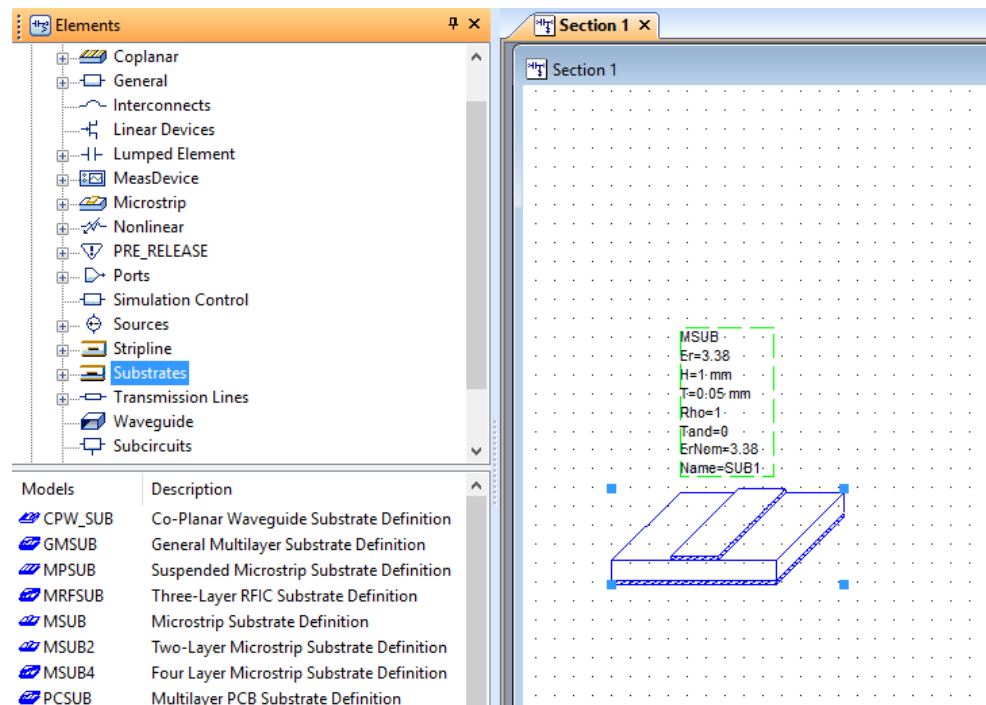 Elements
Coplanar
General
Interconnects
Linear Devices
Lumped Element
MeasDevice
Microstrip
Nonlinear
PRE_RELEASE
Ports
Simulation Control
Sources
Stripline
Substrates
Transmission Lines
Waveguide
Subcircuits
Models Description
CPW_SUB Co-Planar Waveguide Substrate Definition
GMSUB General Multilayer Substrate Definition
MPSUB Suspended Microstrip Substrate Definition
MRFSUB Three-Layer RFIC Substrate Definition
MSUB Microstrip Substrate Definition
MSUB2 Two-Layer Microstrip Substrate Definition
MSUB4 Four Layer Microstrip Substrate Definition
PCSUB Multilayer PCB Substrate Definition
Section 1
Section 1
MSUB
Er=3.38
H=1 mm
T=0.05 mm
Rho=1
Tand=0
ErNom=3.38
Name=SUB1